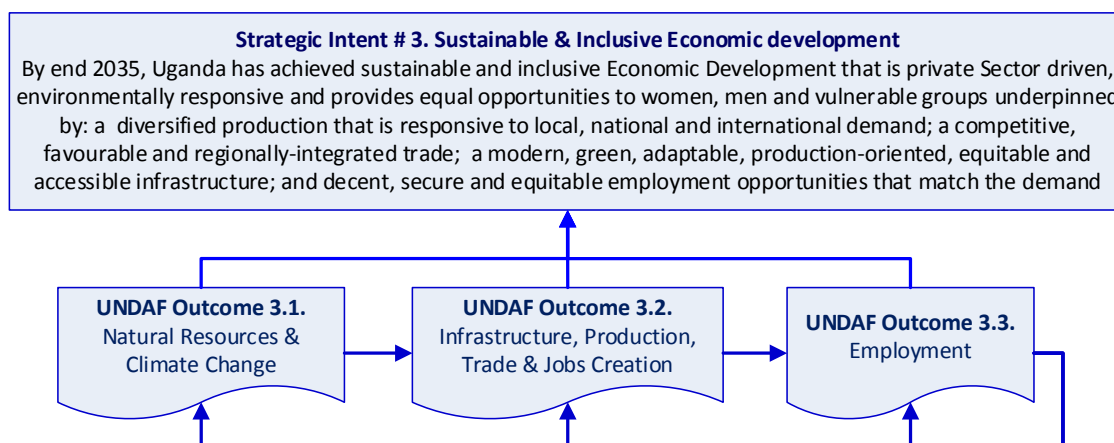 Strategic Intent # 3. Sustainable & Inclusive Economic development
By end 2035, Uganda has achieved sustainable and inclusive Economic Development that is private Sector driven,
environmentally responsive and provides equal opportunities to women, men and vulnerable groups underpinned
by: a diversified production that is responsive to local, national and international demand; a competitive,
favourable and regionally-integrated trade; a modern, green, adaptable, production-oriented, equitable and
accessible infrastructure; and decent, secure and equitable employment opportunities that match the demand
UNDAF Outcome 3.1.
Natural Resources &
Climate Change
UNDAF Outcome 3.2.
Infrastructure, Production,
Trade & Jobs Creation
UNDAF Outcome 3.3.
Employment